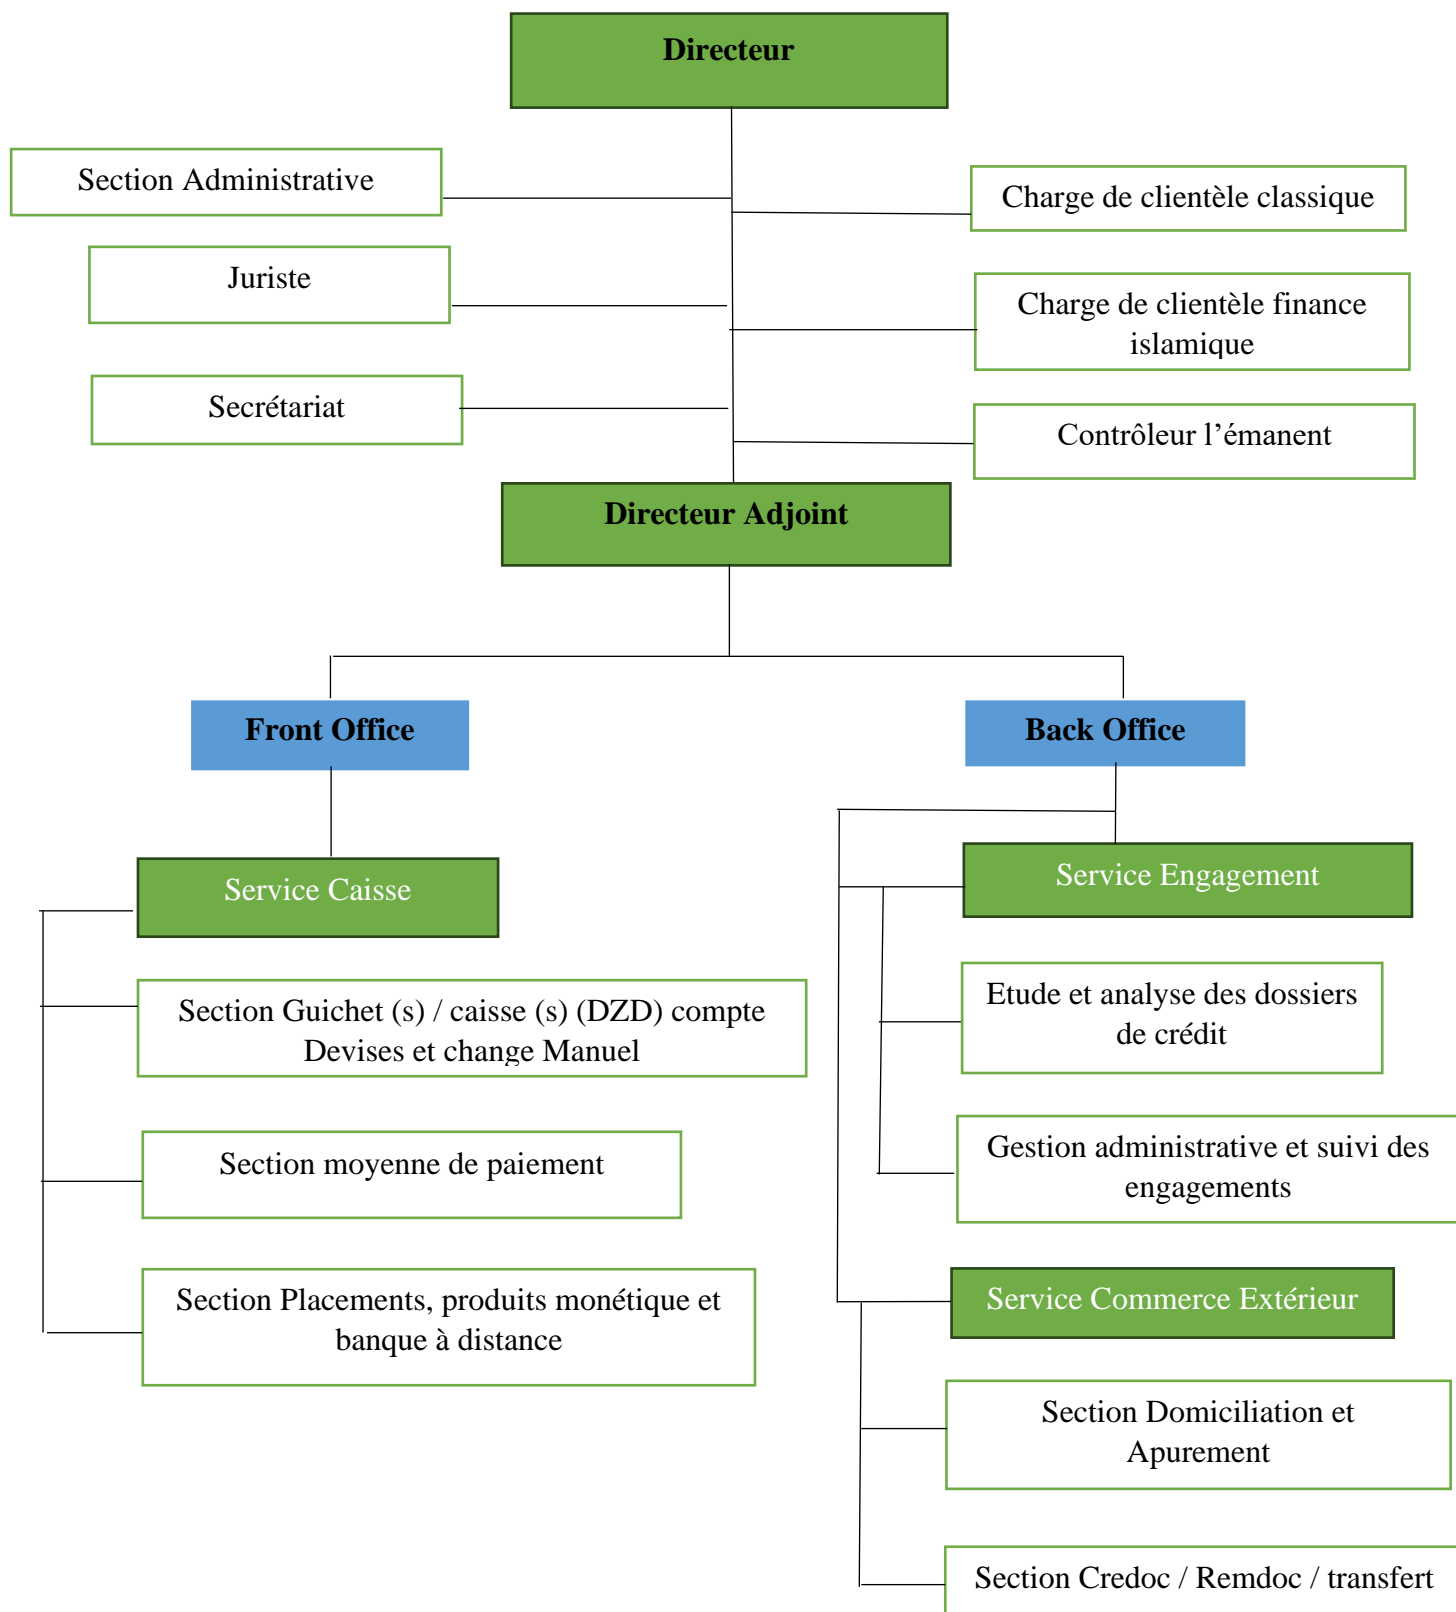 Directeur
Section Administrative
Charge de clientèle classique
Juriste
Charge de clientèle finance
islamique
Secrétariat
Contrôleur l’émanent
Directeur Adjoint
Front Office
Back Office
Service Caisse
Service Engagement
Section Guichet (s) / caisse (s) (DZD) compte
Devises et change Manuel
Etude et analyse des dossiers
de crédit
Section moyenne de paiement
Gestion administrative et suivi des
engagements
Section Placements, produits monétique et
banque à distance
Service Commerce Extérieur
Section Domiciliation et
Apurement
Section Credoc / Remdoc / transfert